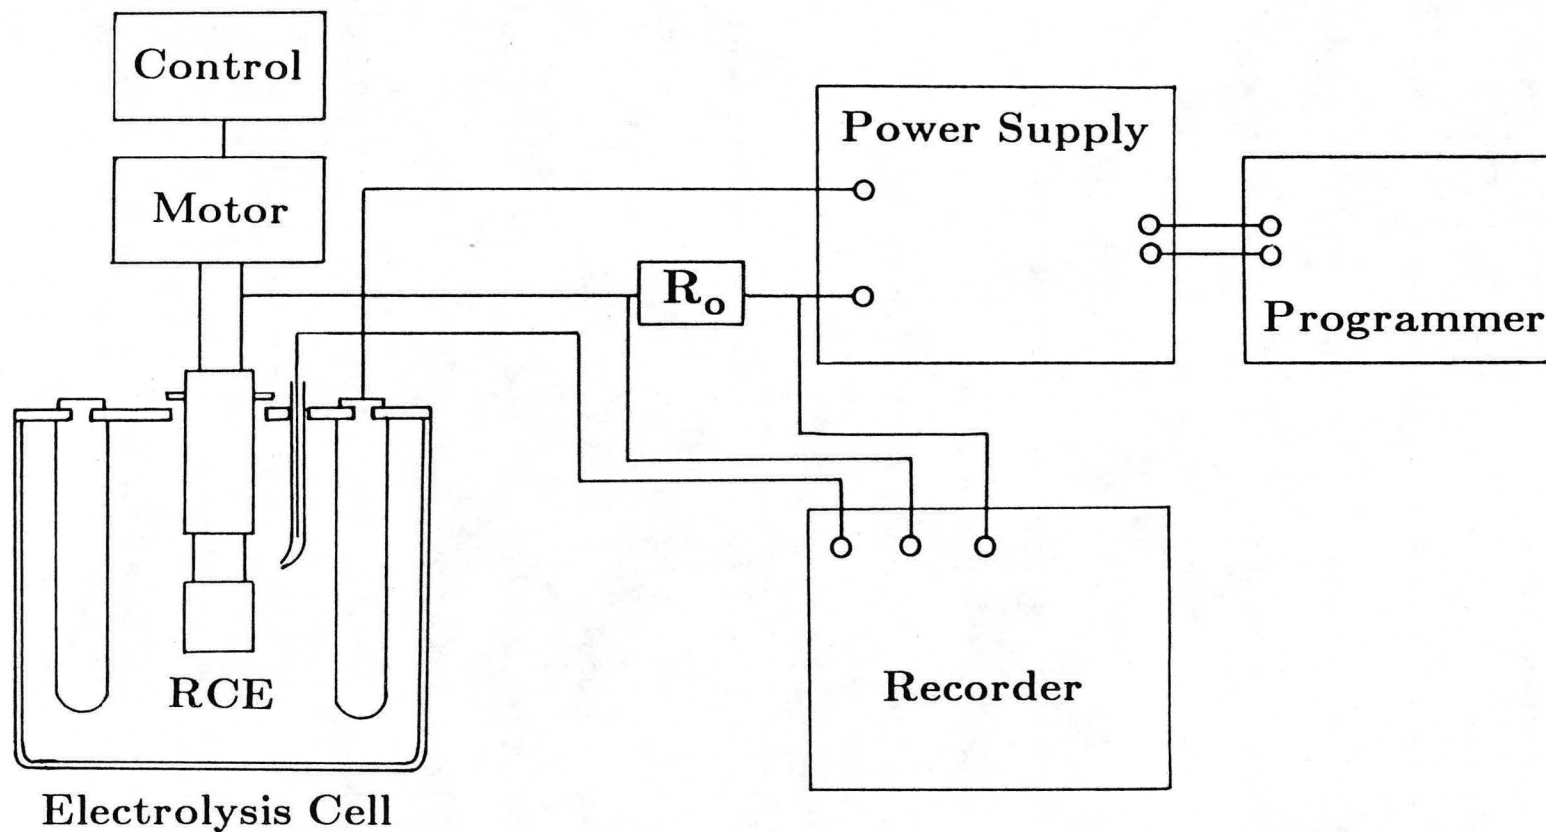 Control
Motor
Power Supply
Programmer
Rₒ
RCE
Recorder
Electrolysis Cell